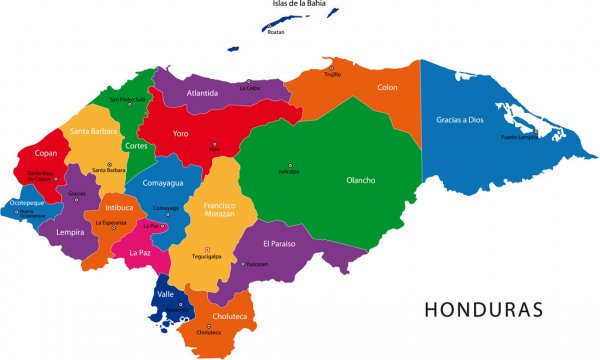 Islas de la Bahia
Roatan
Trujillo
La Ceiba
Atlantida
Colon
San Pedro Sula
Gracias a Dios
Puerto Lempira
Santa Barbara
Yoro
Yoro
Cortes
Copan
Santa Rosa
de Copan
Santa Barbara
Juticalpa
Olancho
Comayagua
Gracias
Ocotepeque
Nueva
Ocotepeque
Intibuca
La Esperanza
Comayaga
Francisco
Morazan
Lempira
La Paz
La Paz
Tegucigalpa
El Paraiso
Yuscaran
Valle
Choluteca
Choluteca
HONDURAS